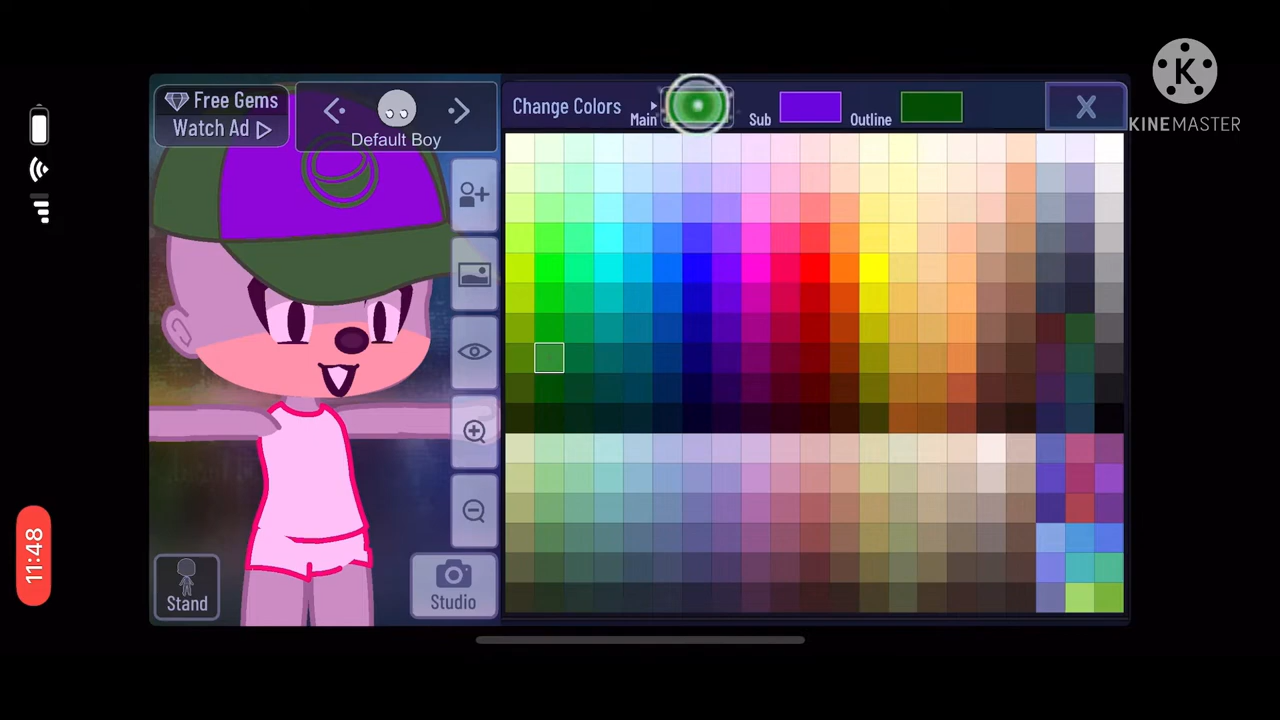 Free Gems
Watch Ad
Default Boy
Change Colors
Main
Sub
Outline
X
K
KINEMASTER
11:48
Stand
Studio